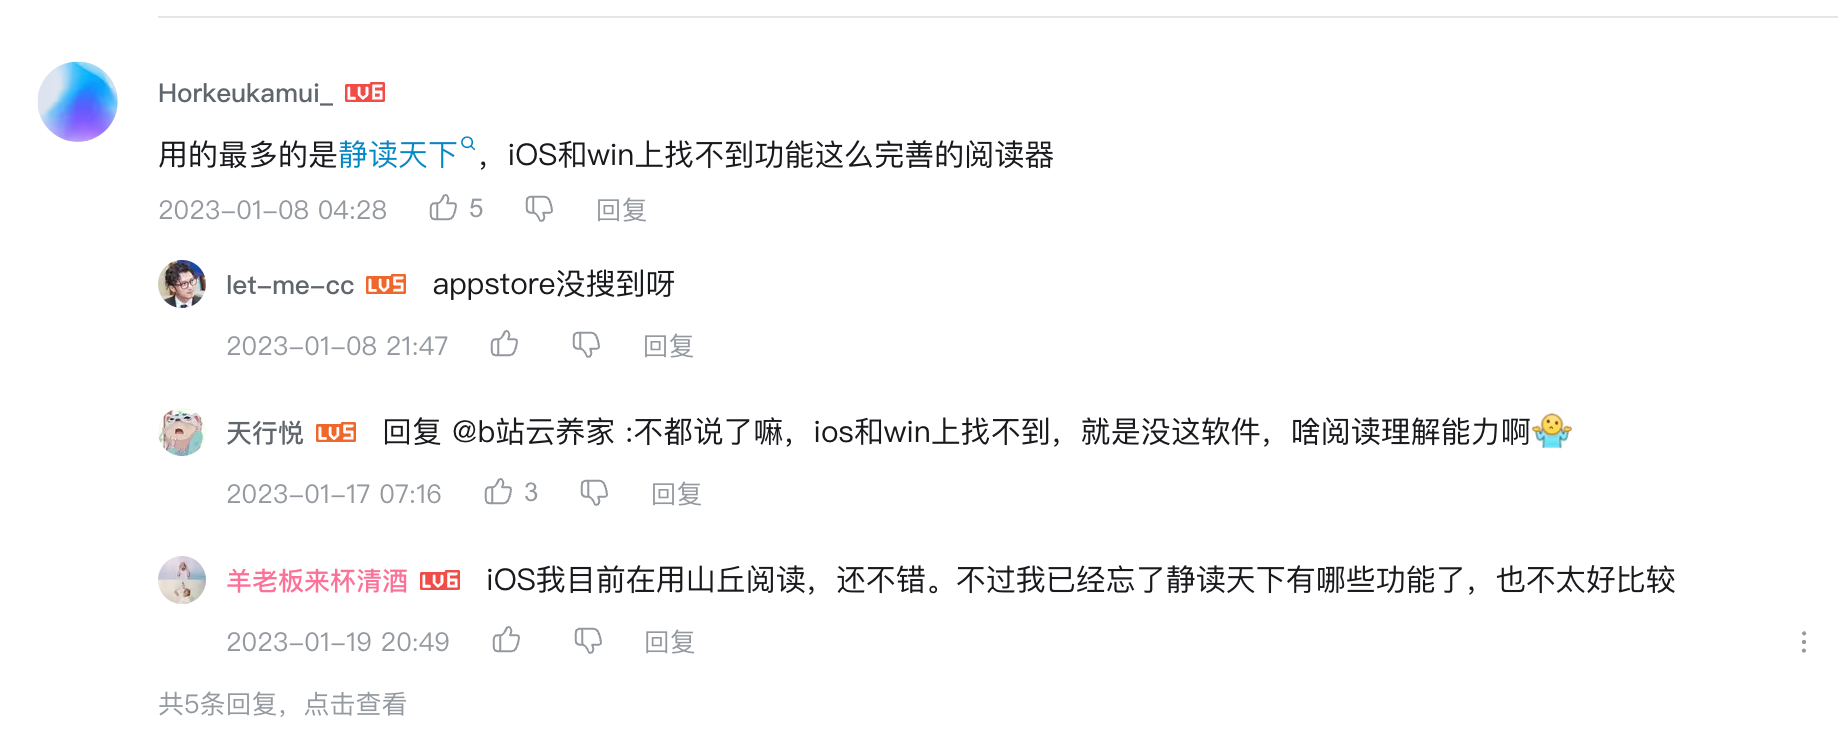 Horkeukamui_ LV6
用的最多的是静读天下，iOS和win上找不到功能这么完善的阅读器
2023-01-08 04:28 5 回复
let-me-cc LV5 appstore没搜到呀
2023-01-08 21:47 回复
天行悦 LV5 回复 @b站云养家 :不都说了嘛，ios和win上找不到，就是没这软件，啥阅读理解能力啊🤷
2023-01-17 07:16 3 回复
羊老板来杯清酒 LV6 iOS我目前在用山丘阅读，还不错。不过我已经忘了静读天下有哪些功能了，也不太好比较
2023-01-19 20:49 回复
共5条回复，点击查看